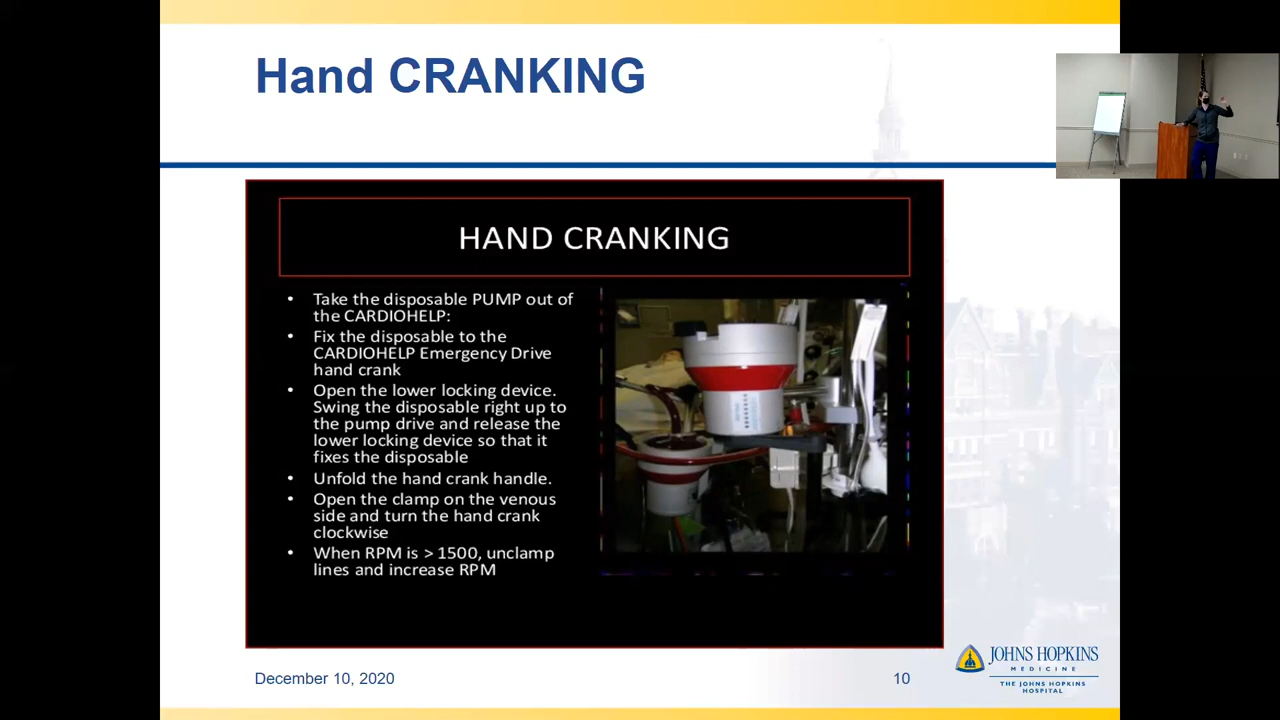 Hand CRANKING
HAND CRANKING
• Take the disposable PUMP out of
the CARDIOHELP:
• Fix the disposable to the
CARDIOHELP Emergency Drive
hand crank
• Open the lower locking device.
Swing the disposable right up to
the pump drive and release the
lower locking device so that it
fixes the disposable
• Unfold the hand crank handle.
• Open the clamp on the venous
side and turn the hand crank
clockwise
• When RPM is > 1500, unclamp
lines and increase RPM
December 10, 2020
10
JOHNS HOPKINS
MEDICINE
THE JOHNS HOPKINS
HOSPITAL